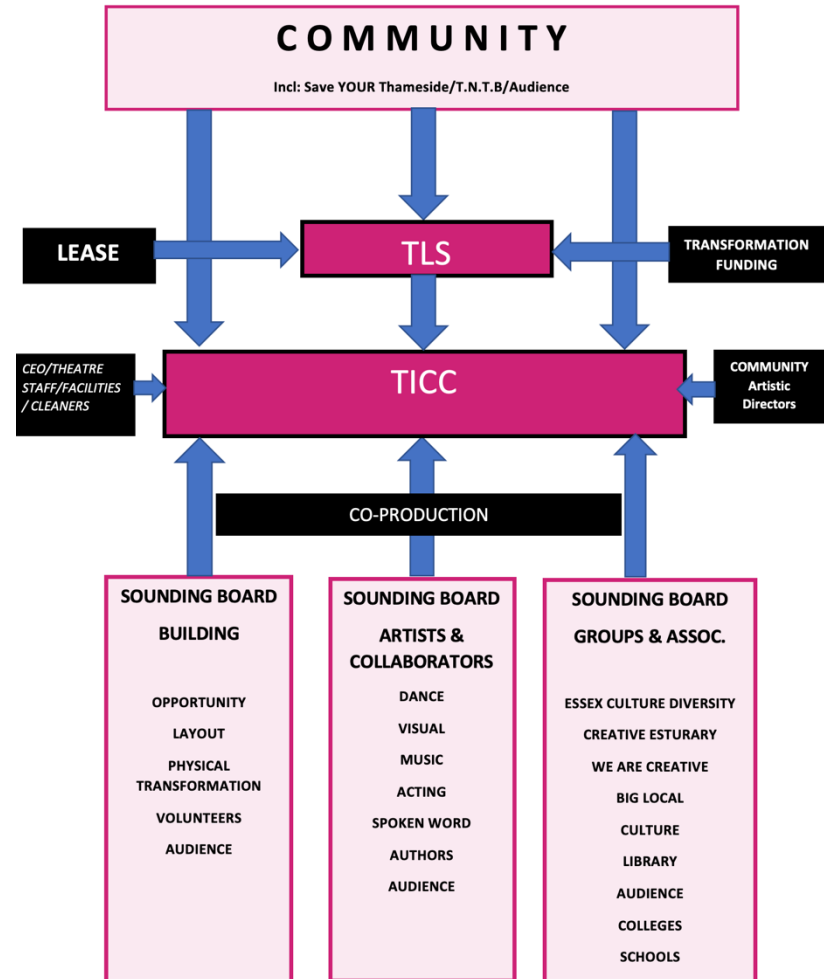 COMMUNITY
Incl: Save YOUR Thameside/T.N.T.B/Audience
LEASE
TLS
TRANSFORMATION
FUNDING
CEO/THEATRE
STAFF/FACILITIES
/ CLEANERS
TICC
COMMUNITY
Artistic
Directors
CO-PRODUCTION
SOUNDING BOARD
BUILDING
OPPORTUNITY
LAYOUT
PHYSICAL
TRANSFORMATION
VOLUNTEERS
AUDIENCE
SOUNDING BOARD
ARTISTS &
COLLABORATORS
DANCE
VISUAL
MUSIC
ACTING
SPOKEN WORD
AUTHORS
AUDIENCE
SOUNDING BOARD
GROUPS & ASSOC.
ESSEX CULTURE DIVERSITY
CREATIVE ESTURARY
WE ARE CREATIVE
BIG LOCAL
CULTURE
LIBRARY
AUDIENCE
COLLEGES
SCHOOLS